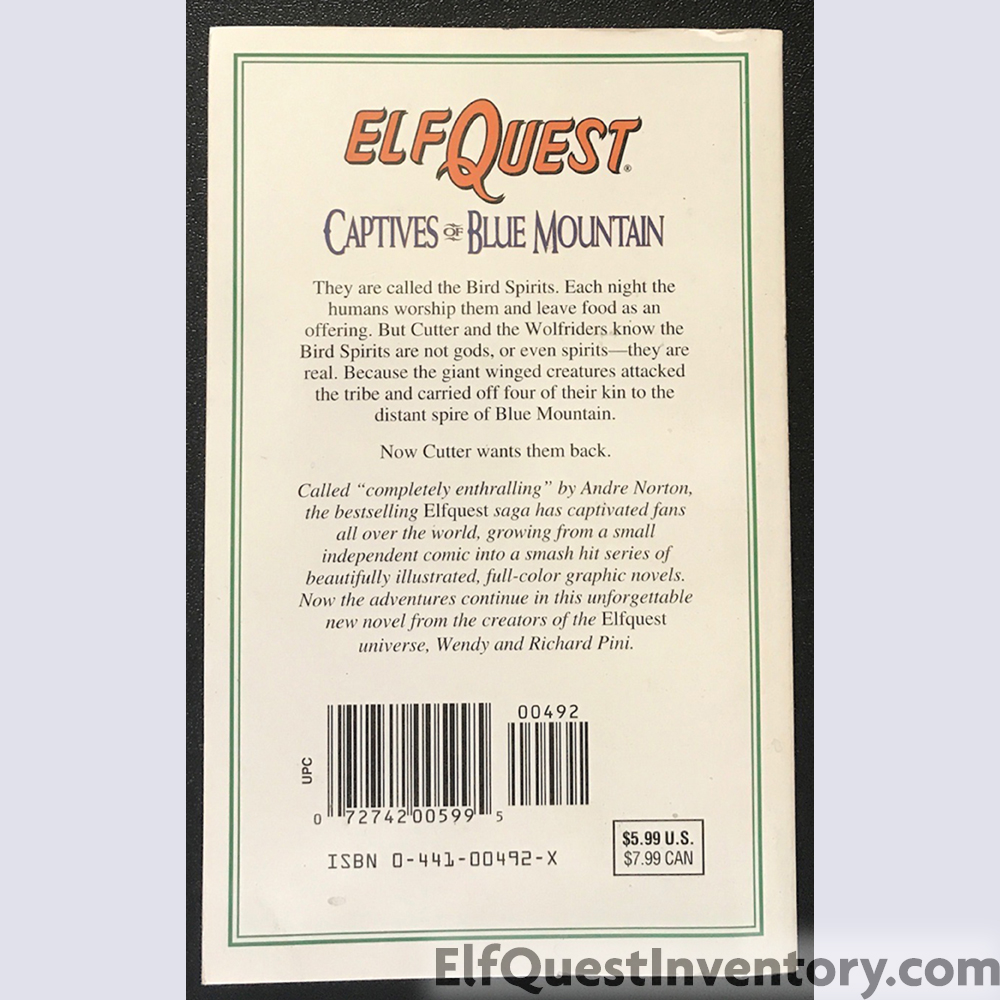 ELFQUEST®
CAPTIVES OF BLUE MOUNTAIN
They are called the Bird Spirits. Each night the
humans worship them and leave food as an
offering. But Cutter and the Wolfriders know the
Bird Spirits are not gods, or even spirits—they are
real. Because the giant winged creatures attacked
the tribe and carried off four of their kin to the
distant spire of Blue Mountain.
Now Cutter wants them back.
Called “completely enthralling” by Andre Norton,
the bestselling Elfquest saga has captivated fans
all over the world, growing from a small
independent comic into a smash hit series of
beautifully illustrated, full-color graphic novels.
Now the adventures continue in this unforgettable
new novel from the creators of the Elfquest
universe, Wendy and Richard Pini.
00492
UPC
0 72742 00599 5
ISBN 0-441-00492-X
$5.99 U.S.
$7.99 CAN
ElfQuestInventory.com